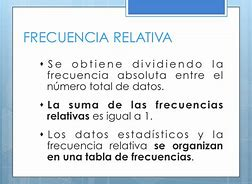 FRECUENCIA RELATIVA
• Se obtiene dividiendo la
frecuencia absoluta entre el
número total de datos.
• La suma de las frecuencias
relativas es igual a 1.
• Los datos estadísticos y la
frecuencia relativa se organizan
en una tabla de frecuencias.